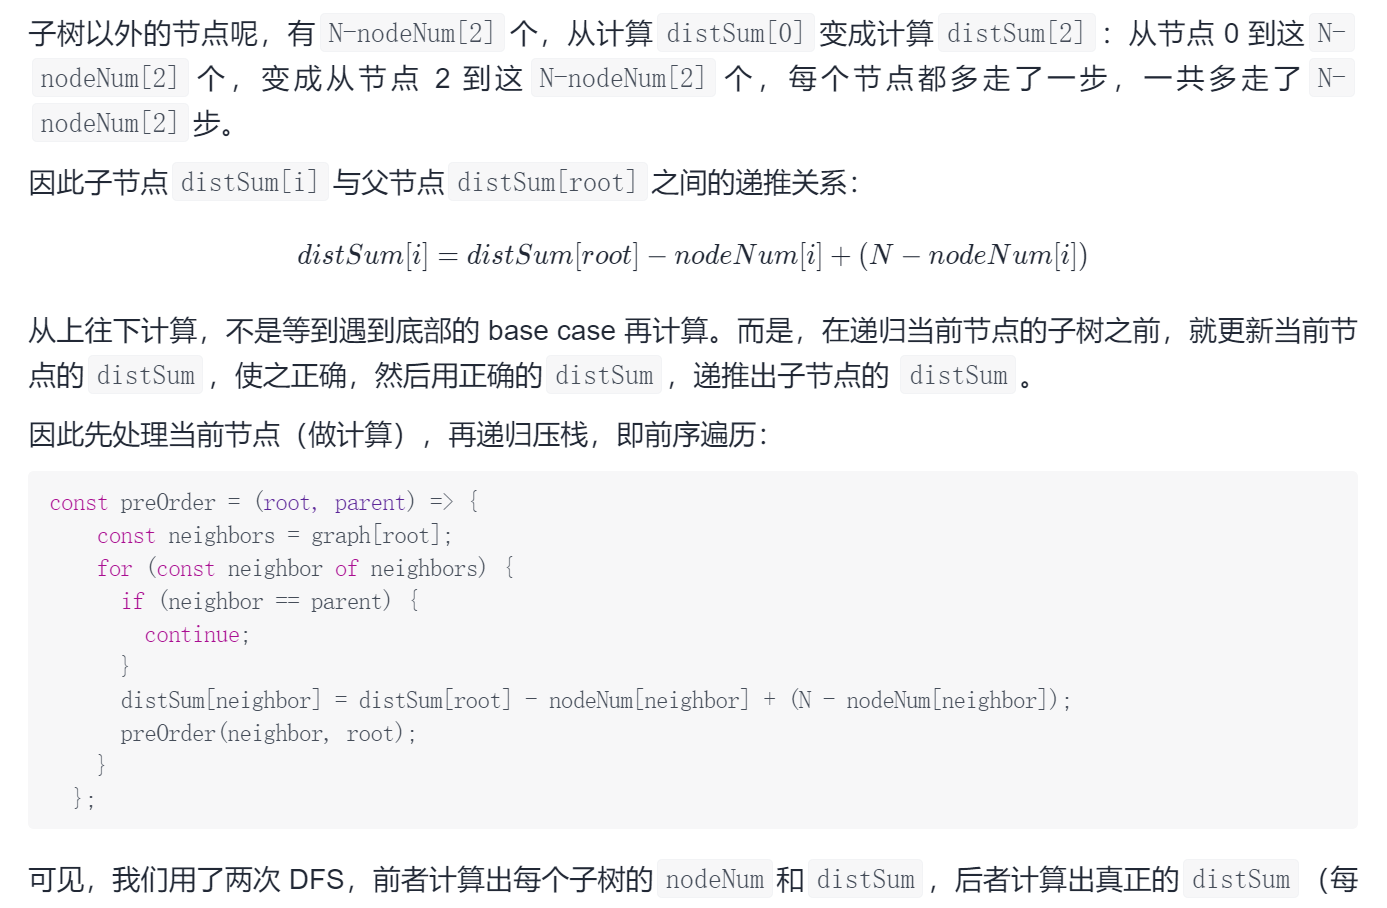 子树以外的节点呢，有 N-nodeNum[2] 个，从计算 distSum[0] 变成计算 distSum[2] ：从节点 0 到这 N-
nodeNum[2] 个，变成从节点 2 到这 N-nodeNum[2] 个，每个节点都多走了一步，一共多走了 N-
nodeNum[2] 步。
因此子节点 distSum[i] 与父节点 distSum[root] 之间的递推关系：
distSum[i] = distSum[root] − nodeNum[i] + (N − nodeNum[i])
从上往下计算，不是等到遇到底部的 base case 再计算。而是，在递归当前节点的子树之前，就更新当前节
点的 distSum ，使之正确，然后用正确的 distSum ，递推出子节点的 distSum 。
因此先处理当前节点（做计算），再递归压栈，即前序遍历：
const preOrder = (root, parent) => {
    const neighbors = graph[root];
    for (const neighbor of neighbors) {
      if (neighbor == parent) {
        continue;
      }
      distSum[neighbor] = distSum[root] - nodeNum[neighbor] + (N - nodeNum[neighbor]);
      preOrder(neighbor, root);
    }
  };
可见，我们用了两次 DFS，前者计算出每个子树的 nodeNum 和 distSum ，后者计算出真正的 distSum （每